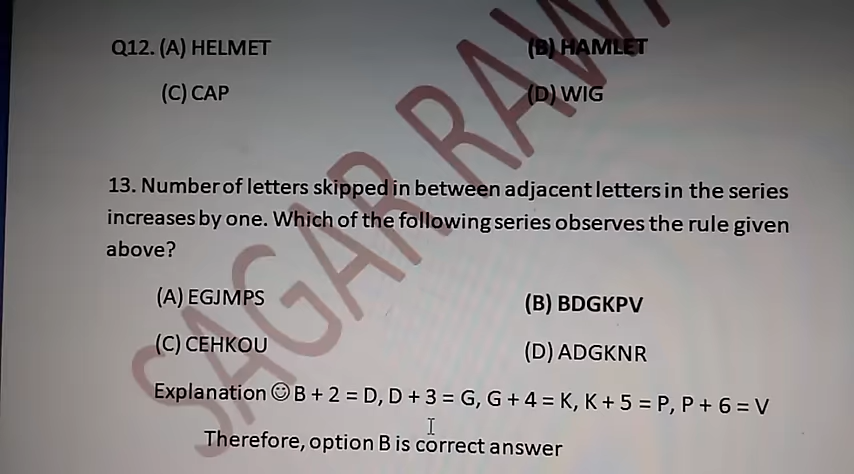 Q12. (A) HELMET (B) HAMLET
(C) CAP (D) WIG
13. Number of letters skipped in between adjacent letters in the series
increases by one. Which of the following series observes the rule given
above?
(A) EGJMPS (B) BDGKPV
(C) CEHKOU (D) ADGKNR
Explanation ☺ B + 2 = D, D + 3 = G, G + 4 = K, K + 5 = P, P + 6 = V
Therefore, option B is correct answer
SAGAR RAW